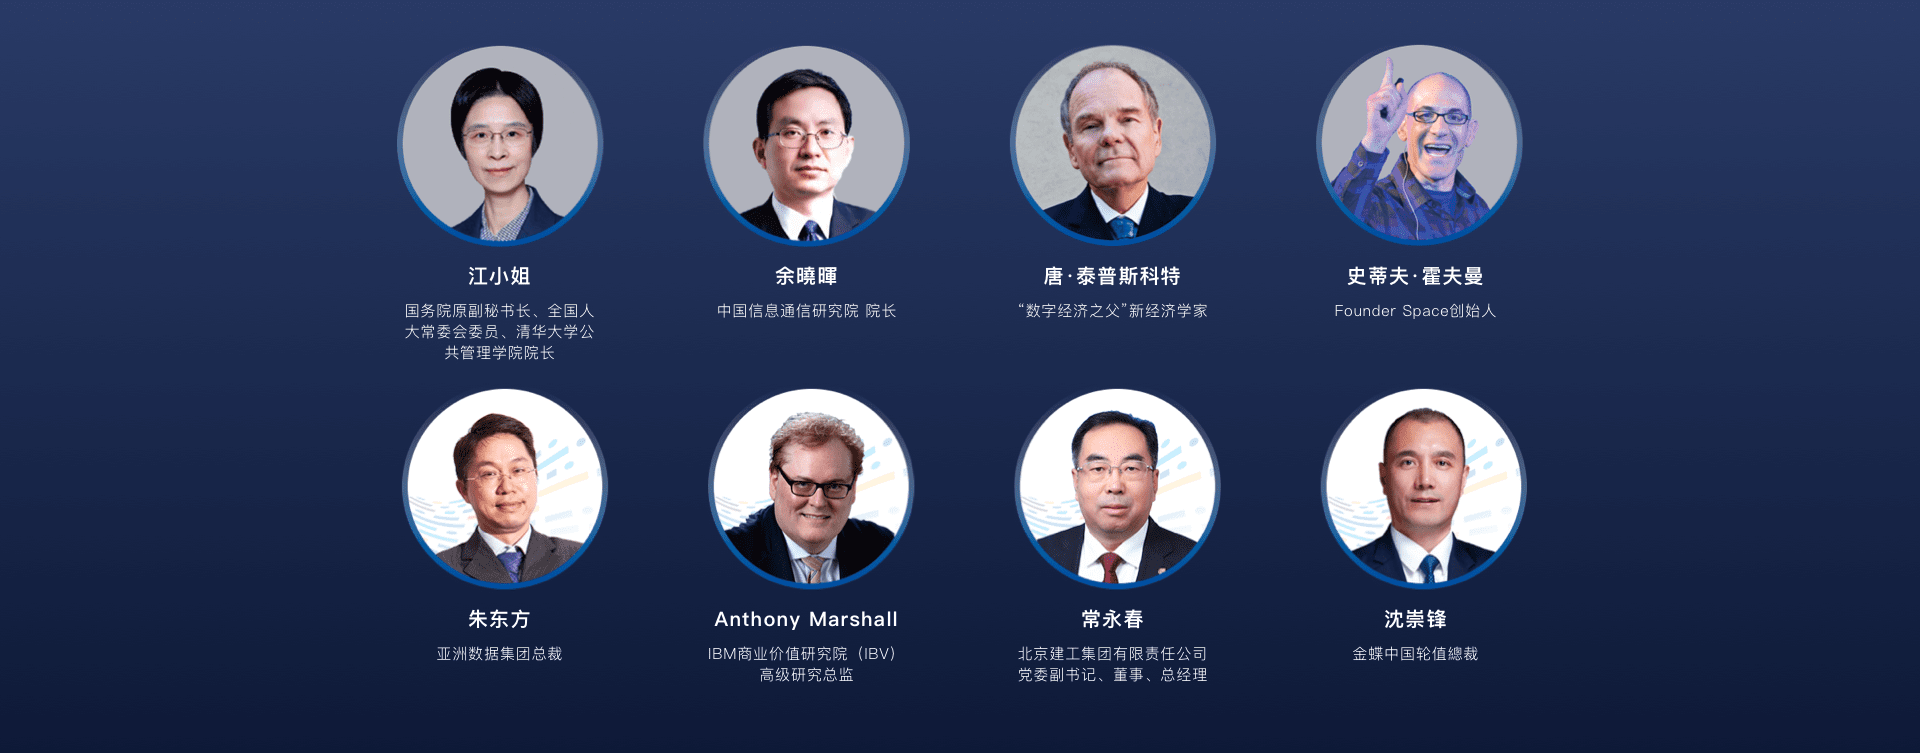 江小姐
国务院原副秘书长、全国人
大常委会委员、清华大学公
共管理学院院长
余曉暉
中国信息通信研究院 院长
唐·泰普斯科特
“数字经济之父”新经济学家
史蒂夫·霍夫曼
Founder Space创始人
朱东方
亚洲数据集团总裁
Anthony Marshall
IBM商业价值研究院（IBV）
高级研究总监
常永春
北京建工集团有限责任公司
党委副书记、董事、总经理
沈崇锋
金蝶中国轮值總裁